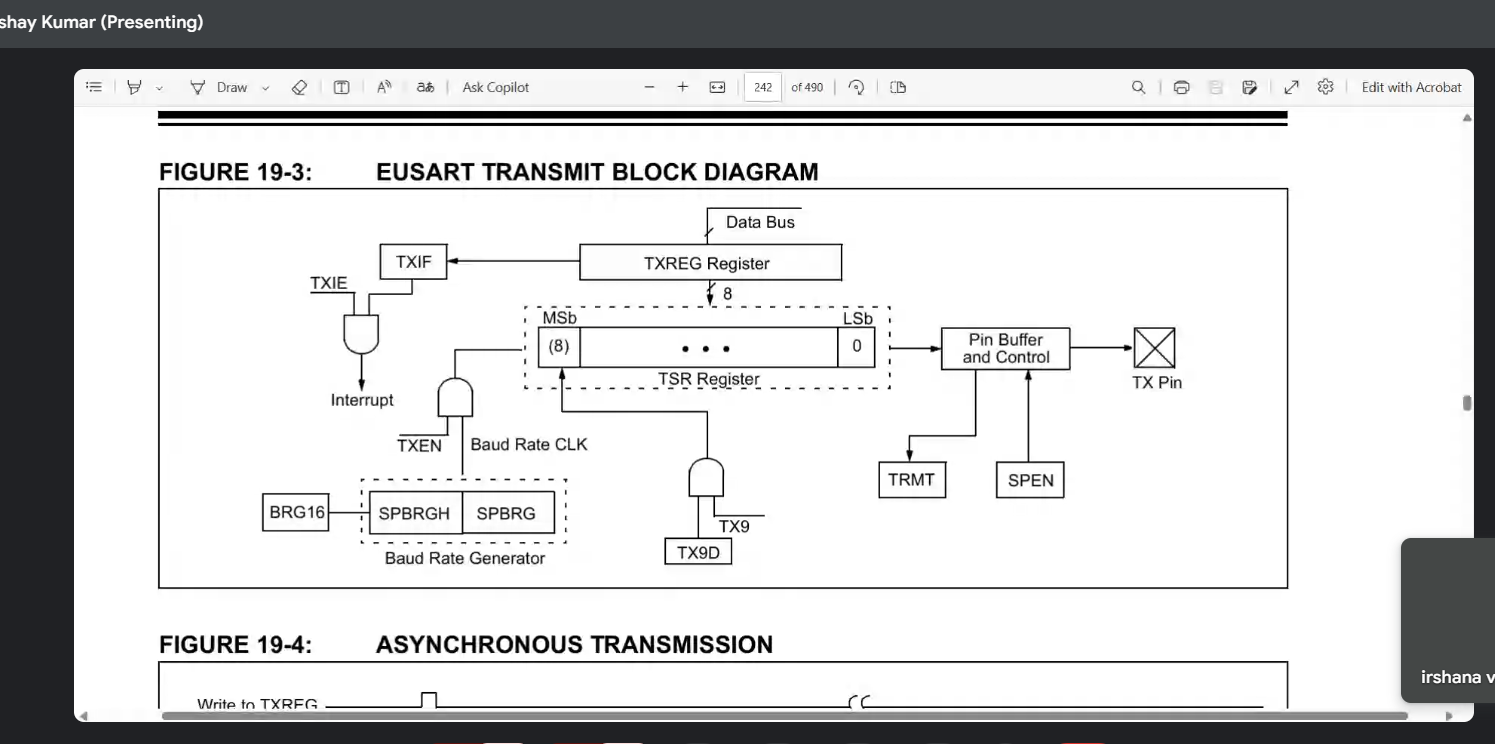 shay Kumar (Presenting)
Draw
Ask Copilot
242 of 490
Edit with Acrobat
FIGURE 19-3: EUSART TRANSMIT BLOCK DIAGRAM
Data Bus
TXIF
TXREG Register
TXIE
8
MSb
LSb
(8)
• • •
0
Pin Buffer
and Control
TSR Register
TX Pin
Interrupt
TXEN
Baud Rate CLK
TRMT
SPEN
BRG16
SPBRGH
SPBRG
TX9
TX9D
Baud Rate Generator
FIGURE 19-4: ASYNCHRONOUS TRANSMISSION
Write to TXREG
irshana v